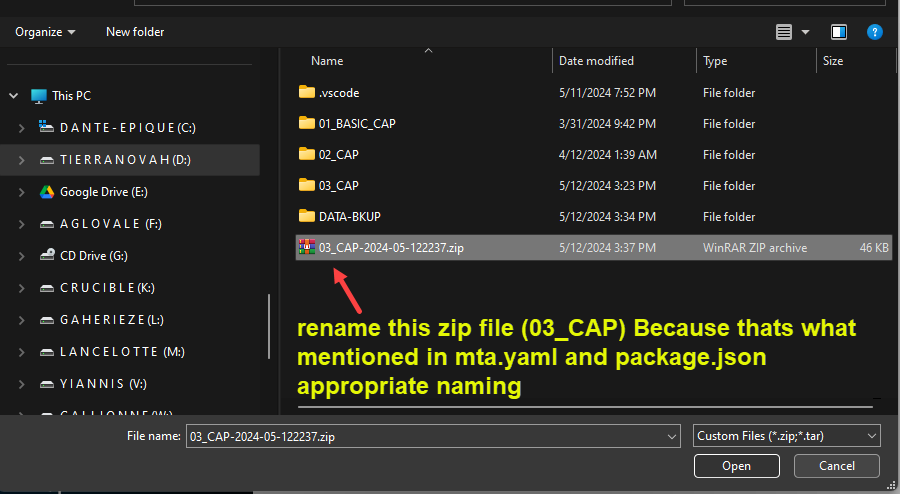 Organize New folder
Name Date modified Type Size
This PC
DANTE-EPIQUE(C:)
TIERRANOVAH(D:)
Google Drive (E:)
AGLOVALE (F:)
CD Drive (G:)
CRUCIBLE(K:)
GAHERIEZE(L:)
LANCELOTTE (M:)
YIANNIS (V:)
GALLIONNE(W:)
.vscode 5/11/2024 7:52 PM File folder
01_BASIC_CAP 3/31/2024 9:42 PM File folder
02_CAP 4/12/2024 1:39 AM File folder
03_CAP 5/12/2024 3:23 PM File folder
DATA-BKUP 5/12/2024 3:34 PM File folder
03_CAP-2024-05-122237.zip 5/12/2024 3:37 PM WinRAR ZIP archive 46 KB
rename this zip file (03_CAP) Because thats what
mentioned in mta.yaml and package.json
appropriate naming
File name: 03_CAP-2024-05-122237.zip Custom Files (*.zip;*.tar)
Open Cancel